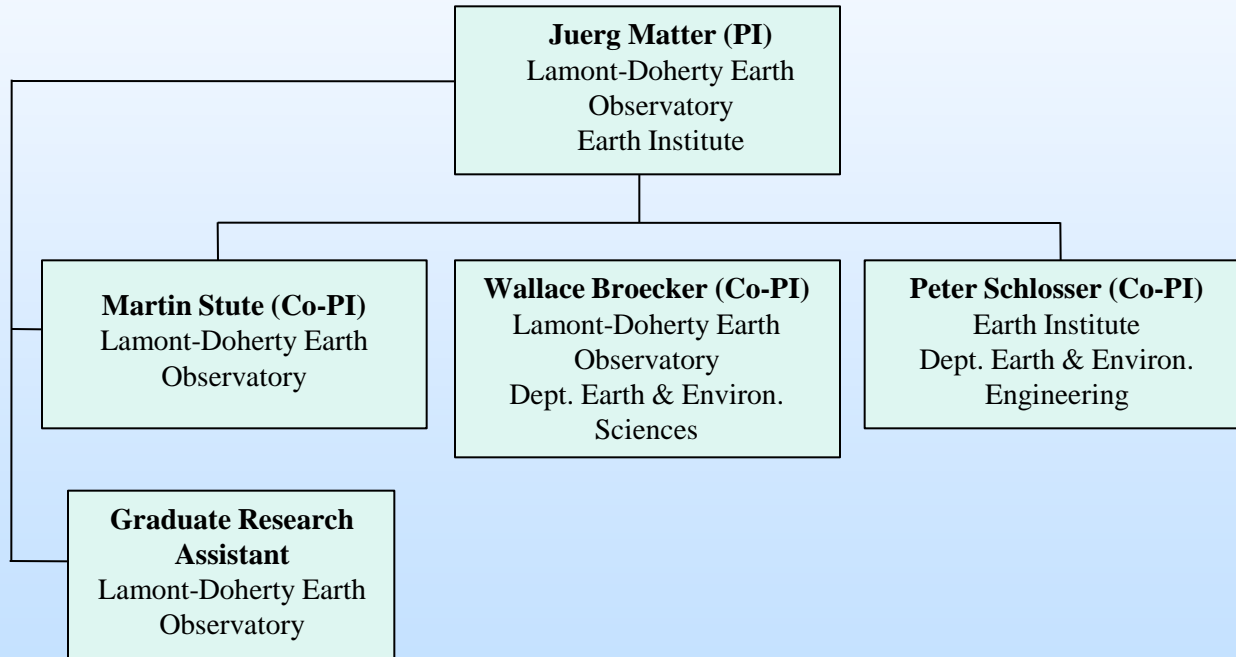 Juerg Matter (PI)
Lamont-Doherty Earth
Observatory
Earth Institute
Martin Stute (Co-PI)
Lamont-Doherty Earth
Observatory
Wallace Broecker (Co-PI)
Lamont-Doherty Earth
Observatory
Dept. Earth & Environ.
Sciences
Peter Schlosser (Co-PI)
Earth Institute
Dept. Earth & Environ.
Engineering
Graduate Research
Assistant
Lamont-Doherty Earth
Observatory